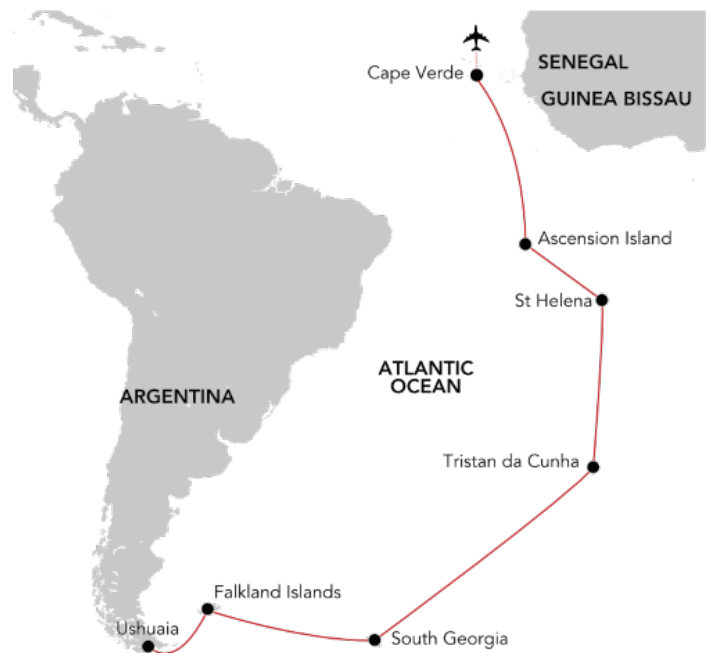 SENEGAL
Cape Verde
GUINEA BISSAU
Ascension Island
St Helena
ATLANTIC
OCEAN
ARGENTINA
Tristan da Cunha
Falkland Islands
Ushuaia
South Georgia